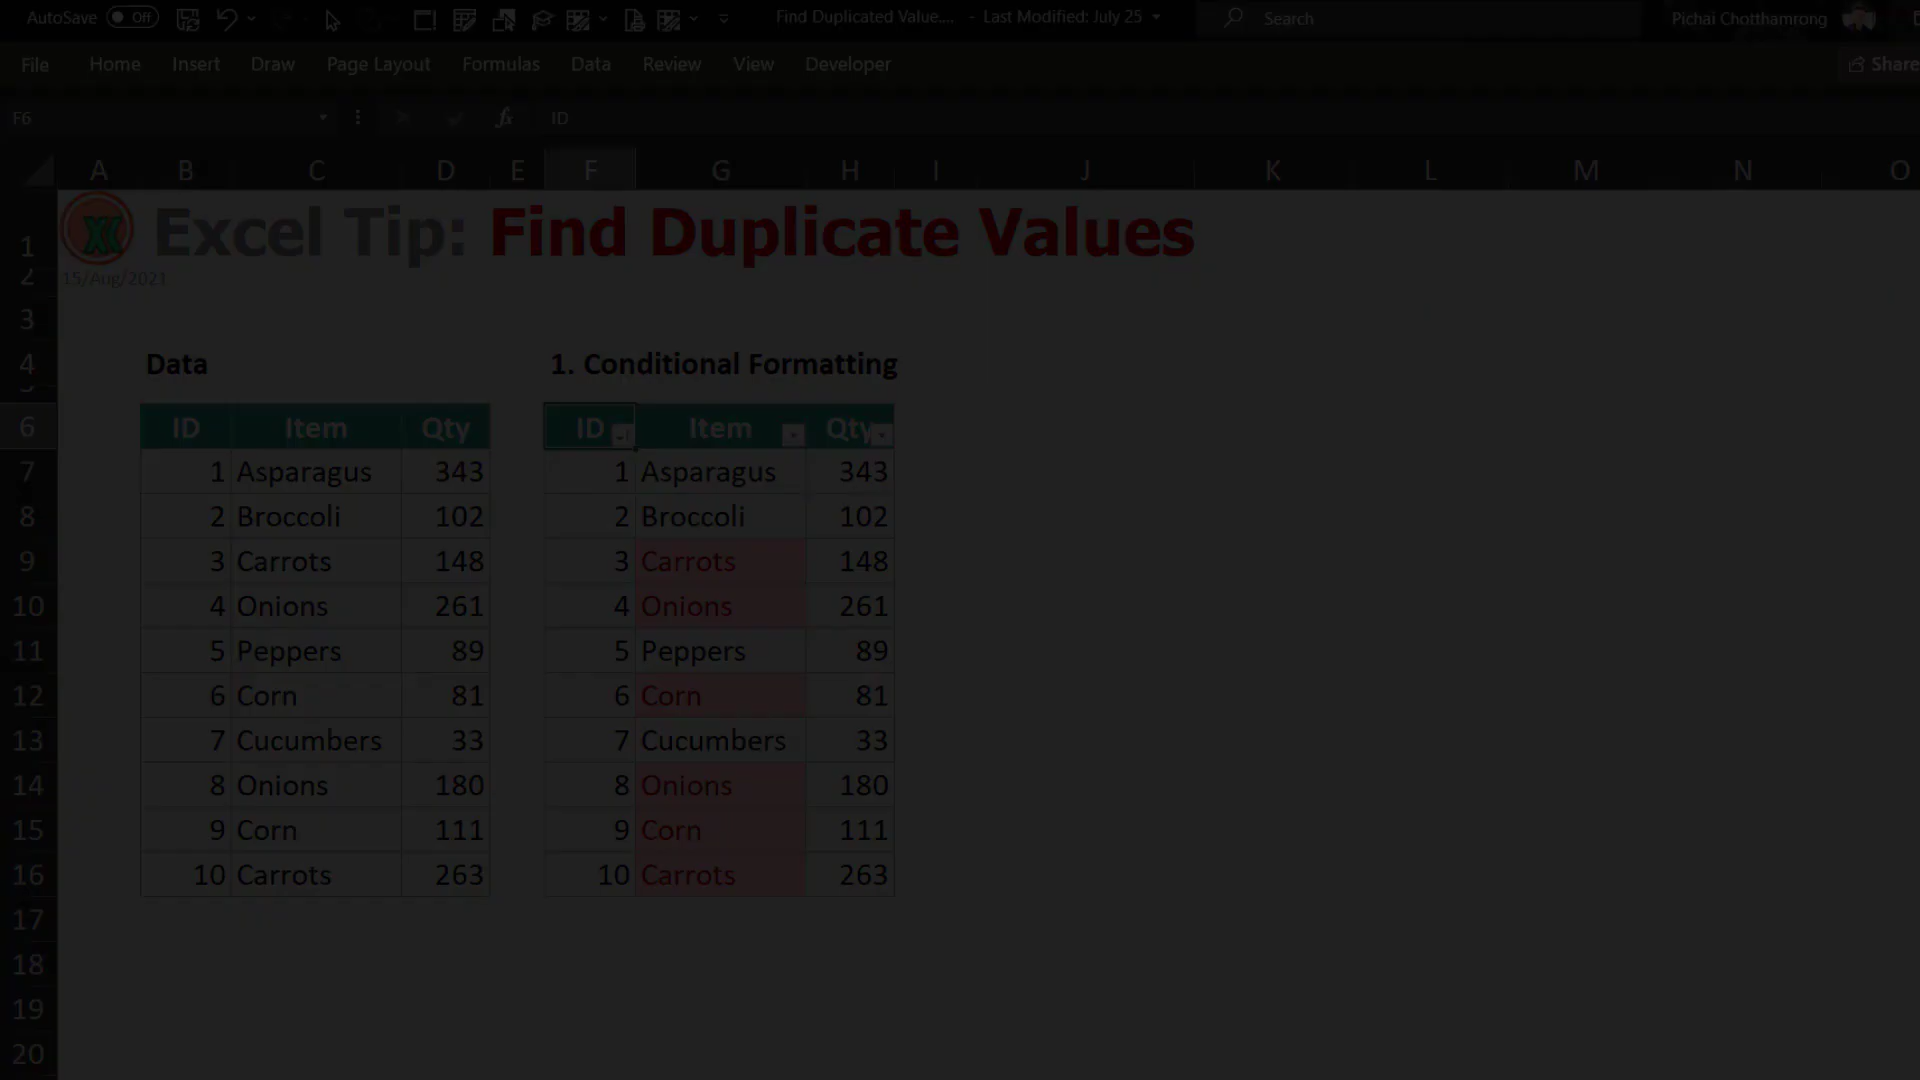 AutoSave Off Find Duplicated Value.... - Last Modified: July 25 Search Pichai Chotthamrong
File Home Insert Draw Page Layout Formulas Data Review View Developer Share
F6 fx ID
A B C D E F G H I J K L M N O
1 Excel Tip: Find Duplicate Values
2 15/Aug/2021
3
4 Data 1. Conditional Formatting
6 ID Item Qty ID Item Qty
7 1 Asparagus 343 1 Asparagus 343
8 2 Broccoli 102 2 Broccoli 102
9 3 Carrots 148 3 Carrots 148
10 4 Onions 261 4 Onions 261
11 5 Peppers 89 5 Peppers 89
12 6 Corn 81 6 Corn 81
13 7 Cucumbers 33 7 Cucumbers 33
14 8 Onions 180 8 Onions 180
15 9 Corn 111 9 Corn 111
16 10 Carrots 263 10 Carrots 263
17
18
19
20